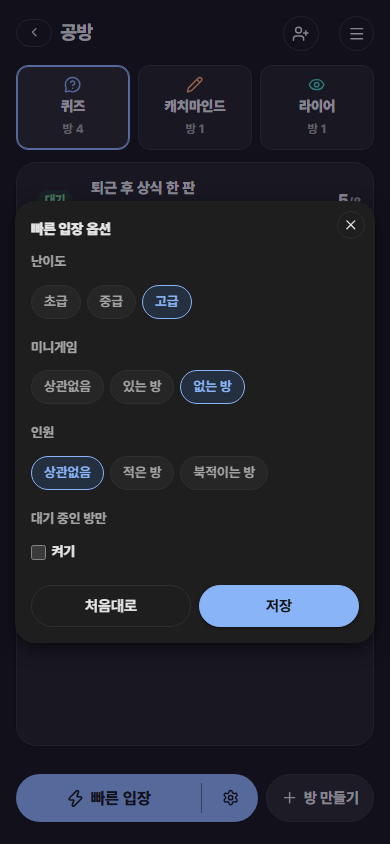 공방
퀴즈
방 4
캐치마인드
방 1
라이어
방 1
퇴근 후 상식 한 판
대기
빠른 입장 옵션
난이도
초급 중급 고급
미니게임
상관없음 있는 방 없는 방
인원
상관없음 적은 방 북적이는 방
대기 중인 방만
켜기
처음대로 저장
빠른 입장
방 만들기